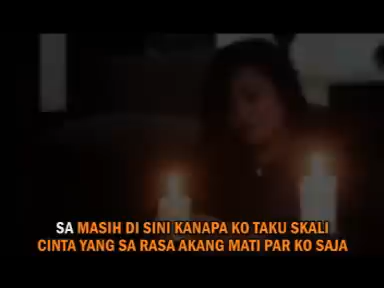 SA MASIH DI SINI KANAPA KO TAKU SKALI
CINTA YANG SA RASA AKANG MATI PAR KO SAJA